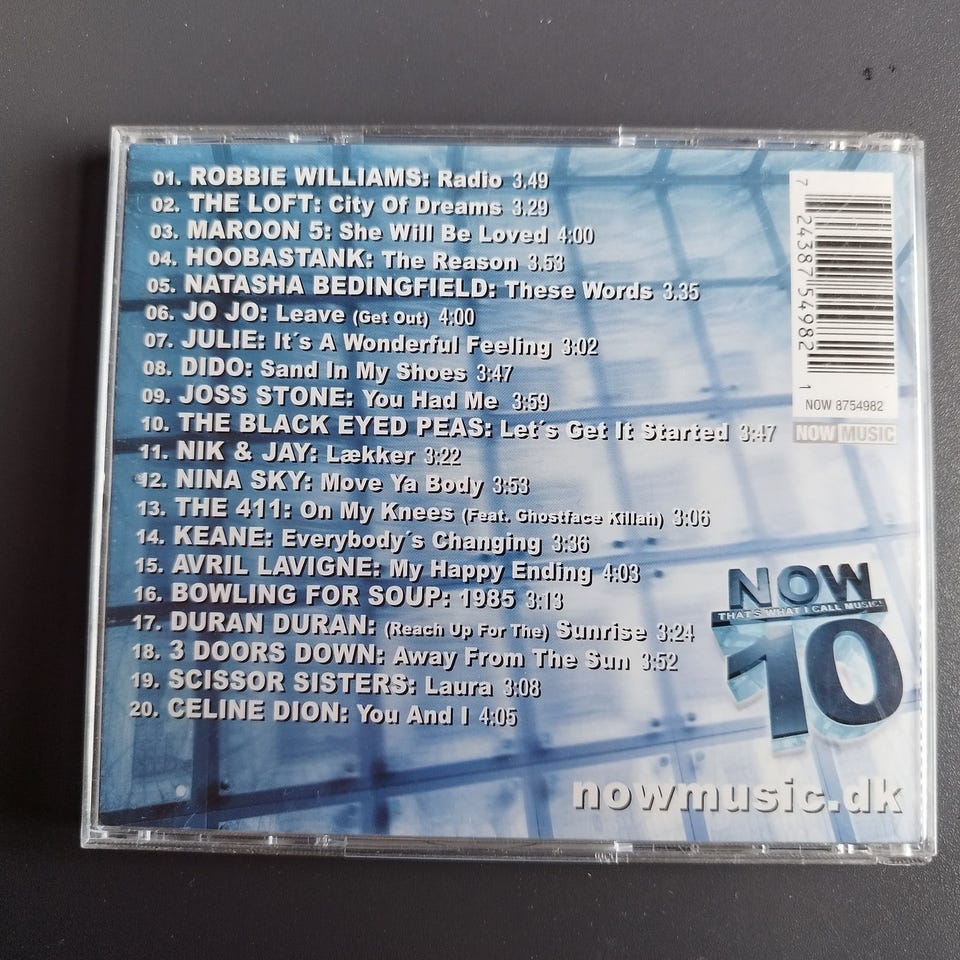 01. ROBBIE WILLIAMS: Radio 3.49
02. THE LOFT: City Of Dreams 3.29
03. MAROON 5: She Will Be Loved 4:00
04. HOOBASTANK: The Reason 3.53
05. NATASHA BEDINGFIELD: These Words 3.35
06. JO JO: Leave (Get Out) 4:00
07. JULIE: It´s A Wonderful Feeling 3:02
08. DIDO: Sand In My Shoes 3:47
09. JOSS STONE: You Had Me 3:59
10. THE BLACK EYED PEAS: Let´s Get It Started 3:47
11. NIK & JAY: Lækker 3:22
12. NINA SKY: Move Ya Body 3:53
13. THE 411: On My Knees (Feat. Ghostface Killah) 3:06
14. KEANE: Everybody´s Changing 3:36
15. AVRIL LAVIGNE: My Happy Ending 4:03
16. BOWLING FOR SOUP: 1985 3:13
17. DURAN DURAN: (Reach Up For The) Sunrise 3:24
18. 3 DOORS DOWN: Away From The Sun 3:52
19. SCISSOR SISTERS: Laura 3:08
20. CELINE DION: You And I 4:05
7 24387 54982 1
NOW 8754982
NOW MUSIC
NOW
THAT'S WHAT I CALL MUSIC!
10
nowmusic.dk